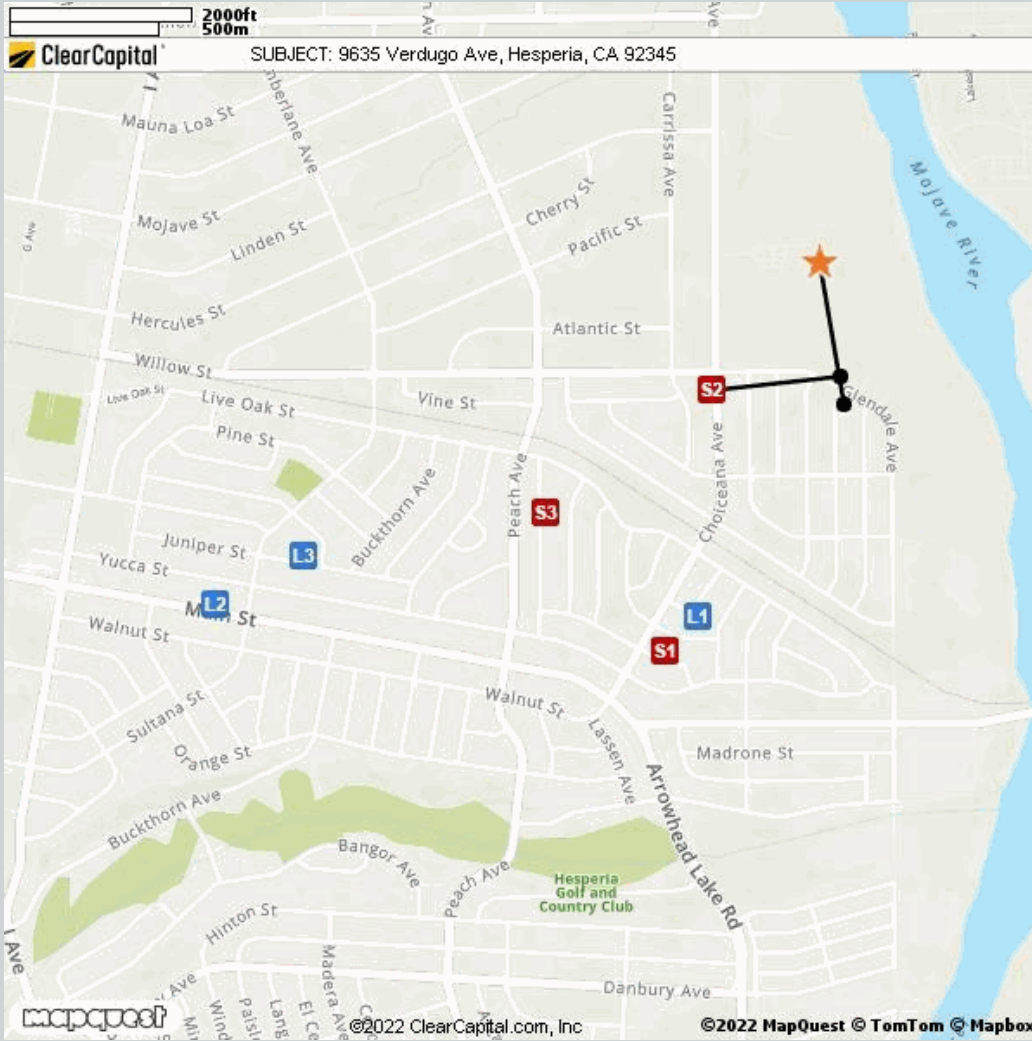 2000ft
500m
ClearCapital
SUBJECT: 9635 Verdugo Ave, Hesperia, CA 92345
Mauna Loa St
Carrissa Ave
Mojave River
Mojave St
Linden St
Cherry St
Pacific St
G Ave
Hercules St
Atlantic St
Willow St
Live Oak St
Live Oak St
Vine St
S2
Glendale Ave
Pine St
Buckthorn Ave
Peach Ave
Choiceana Ave
S3
Juniper St
L3
Yucca St
L2
Main St
L1
Walnut St
S1
Walnut St
Sultana St
Orange St
Lassen Ave
Madrone St
Buckthorn Ave
Arrowhead Lake Rd
Bangor Ave
Peach Ave
Hesperia
Golf and
Country Club
Hinton St
Madera Ave
Danbury Ave
mapquest
©2022 ClearCapital.com, Inc
©2022 MapQuest © TomTom © Mapbox